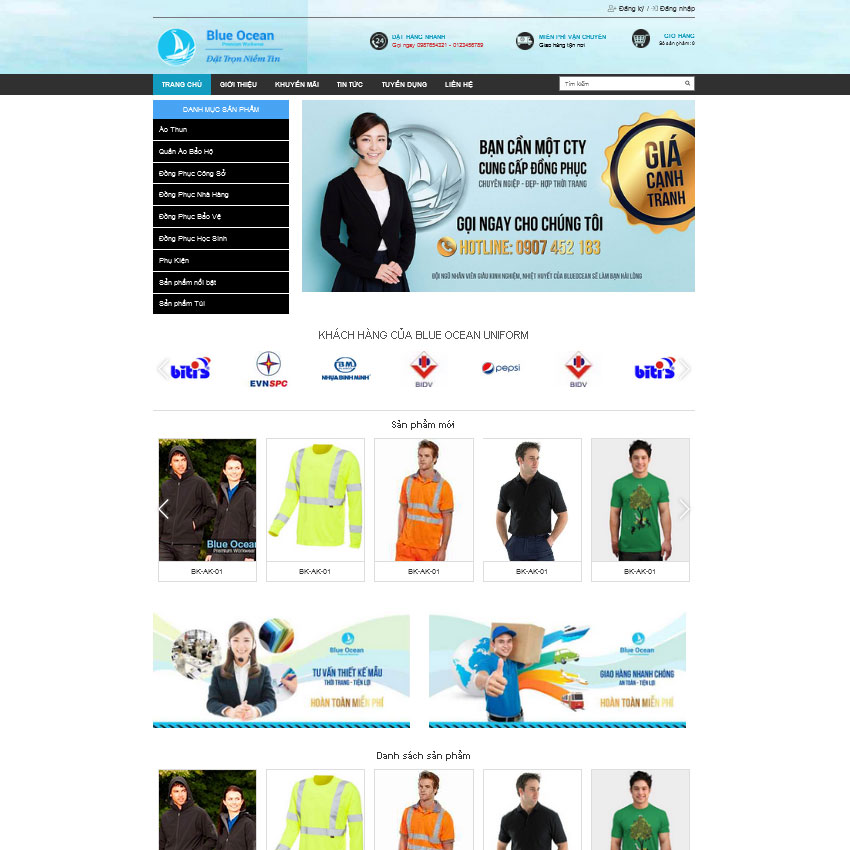 Đăng ký / Đăng nhập
Blue Ocean
Premium Workwear
Đặt Trọn Niềm Tin
24
ĐẶT HÀNG NHANH
Gọi ngay 0987654321 - 0123456789
MIỄN PHÍ VẬN CHUYỂN
Giao hàng tận nơi
GIỎ HÀNG
Số sản phẩm: 0
TRANG CHỦ
GIỚI THIỆU
KHUYẾN MÃI
TIN TỨC
TUYỂN DỤNG
LIÊN HỆ
Tìm kiếm
DANH MỤC SẢN PHẨM
Áo Thun
Quần Áo Bảo Hộ
Đồng Phục Công Sở
Đồng Phục Nhà Hàng
Đồng Phục Bảo Vệ
Đồng Phục Học Sinh
Phụ Kiện
Sản phẩm nổi bật
Sản phẩm Túi
BẠN CẦN MỘT CTY
CUNG CẤP ĐỒNG PHỤC
CHUYÊN NGIỆP - ĐẸP- HỢP THỜI TRANG
GỌI NGAY CHO CHÚNG TÔI
HOTLINE: 0907 452 183
ĐỘI NGŨ NHÂN VIÊN GIÀU KINH NGHIỆM, NHIỆT HUYẾT CỦA BLUEOCEAN SẼ LÀM BẠN HÀI LÒNG
GIÁ
CẠNH
TRANH
KHÁCH HÀNG CỦA BLUE OCEAN UNIFORM
biti's
EVNSPC
BM
NHỰA BÌNH MINH
BIDV
pepsi
BIDV
biti's
Sản phẩm mới
Blue Ocean
Premium Workwear
BK-AK-01
BK-AK-01
BK-AK-01
BK-AK-01
BK-AK-01
Blue Ocean
TƯ VẤN THIẾT KẾ MẪU
THỜI TRANG - TIỆN LỢI
HOÀN TOÀN MIỄN PHÍ
Blue Ocean
GIAO HÀNG NHANH CHÓNG
AN TOÀN - TIỆN LỢI
HOÀN TOÀN MIỄN PHÍ
Danh sách sản phẩm